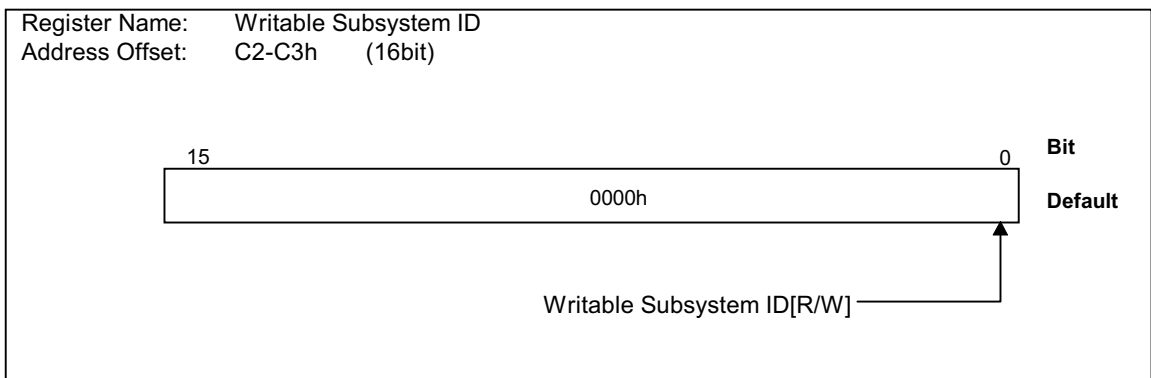 Register Name: Writable Subsystem ID
Address Offset: C2-C3h (16bit)
15 0 Bit
0000h Default
Writable Subsystem ID[R/W]